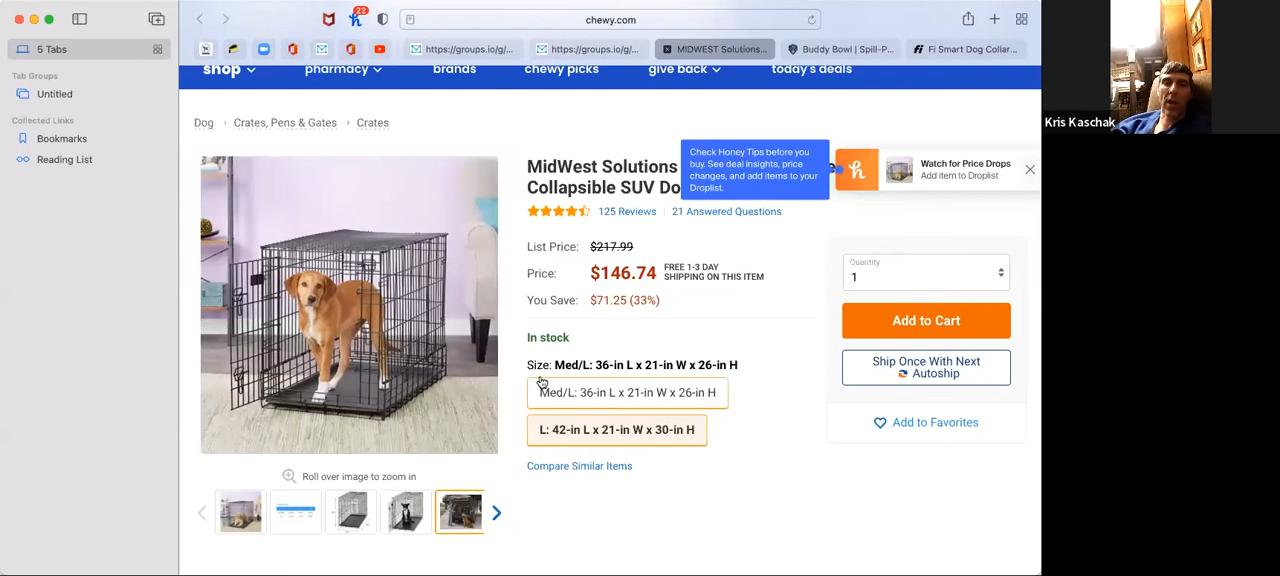 22
chewy.com
5 Tabs
https://groups.io/g/...
https://groups.io/g/...
MIDWEST Solutions...
Buddy Bowl | Spill-P...
Fi Smart Dog Collar...
Tab Groups
Untitled
Collected Links
Bookmarks
Reading List
shop
pharmacy
brands
chewy picks
give back
today's deals
Dog
Crates, Pens & Gates
Crates
Kris Kaschak
MidWest Solutions
Collapsible SUV Do
Check Honey Tips before you
buy. See deal insights, price
changes, and add items to your
Droplist.
h
Watch for Price Drops
Add item to Droplist
125 Reviews
21 Answered Questions
List Price: $217.99
Price: $146.74 FREE 1-3 DAY
SHIPPING ON THIS ITEM
You Save: $71.25 (33%)
In stock
Size: Med/L: 36-in L x 21-in W x 26-in H
Med/L: 36-in L x 21-in W x 26-in H
L: 42-in L x 21-in W x 30-in H
Compare Similar Items
Quantity
1
Add to Cart
Ship Once With Next
Autoship
Add to Favorites
Roll over image to zoom in